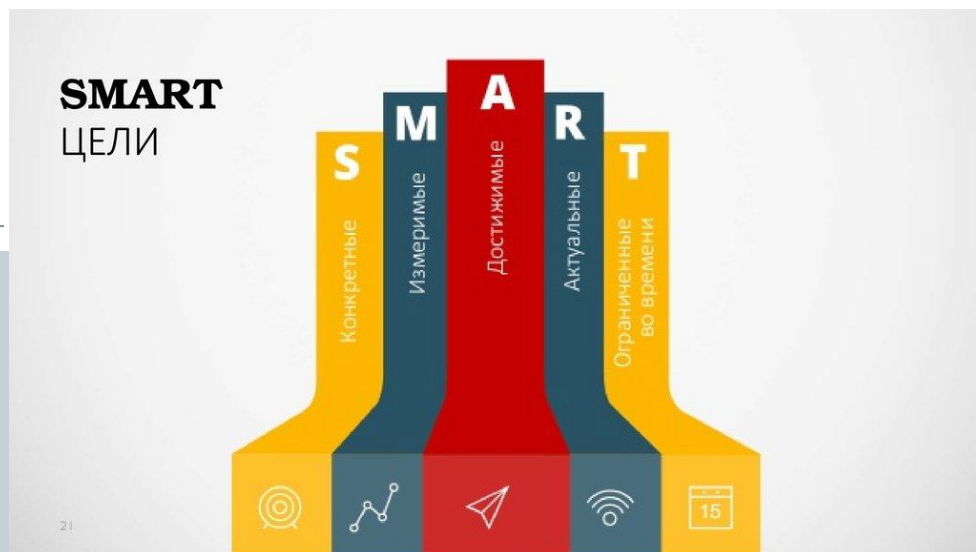 SMART
ЦЕЛИ
S
Конкретные
M
Измеримые
A
Достижимые
R
Актуальные
T
Ограниченные
во времени
15
21